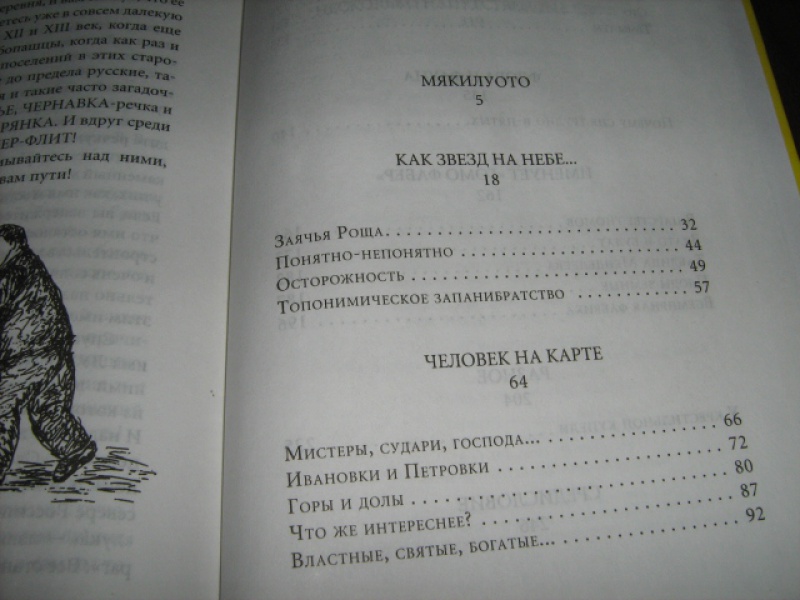 XII и XIII век, когда еще
когда как раз и
поселений в этих старо-
до предела русские, та-
и такие часто загадоч-
ЧЕРНАВКА-речка и
И вдруг среди
ЕР-ФЛИТ!
над ними,
вам пути!
МЯКИЛУОТО
5
КАК ЗВЕЗД НА НЕБЕ...
18
Заячья Роща. . . . . . . . . . . . . . . . . . . . . . . . . . . 32
Понятно-непонятно . . . . . . . . . . . . . . . . . . . . . 44
Осторожность . . . . . . . . . . . . . . . . . . . . . . . . . 49
Топонимическое запанибратство . . . . . . . . . . . 57
ЧЕЛОВЕК НА КАРТЕ
64
Мистеры, судари, господа... . . . . . . . . . . . . . . . 66
Ивановки и Петровки . . . . . . . . . . . . . . . . . . . . 72
Горы и долы . . . . . . . . . . . . . . . . . . . . . . . . . . . 80
Что же интереснее? . . . . . . . . . . . . . . . . . . . . . . 87
Властные, святые, богатые... . . . . . . . . . . . . . . 92